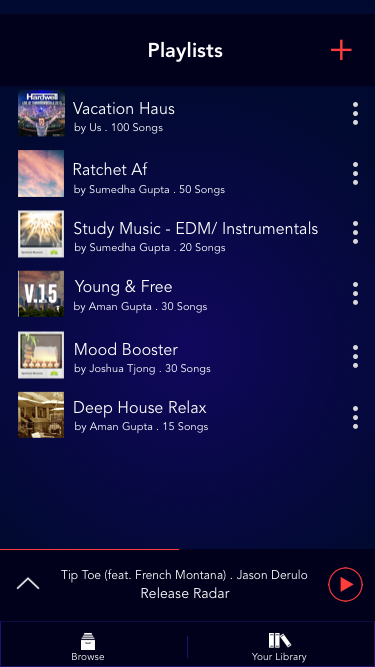 Playlists
Hardwell
Vacation Haus
by Us . 100 Songs
Ratchet Af
by Sumedha Gupta . 50 Songs
Study Music - EDM/ Instrumentals
by Sumedha Gupta . 20 Songs
V.15
Young & Free
by Aman Gupta . 30 Songs
Mood Booster
by Joshua Tjong . 30 Songs
Deep House Relax
by Aman Gupta . 15 Songs
Tip Toe (feat. French Montana) . Jason Derulo
Release Radar
Browse
Your Library